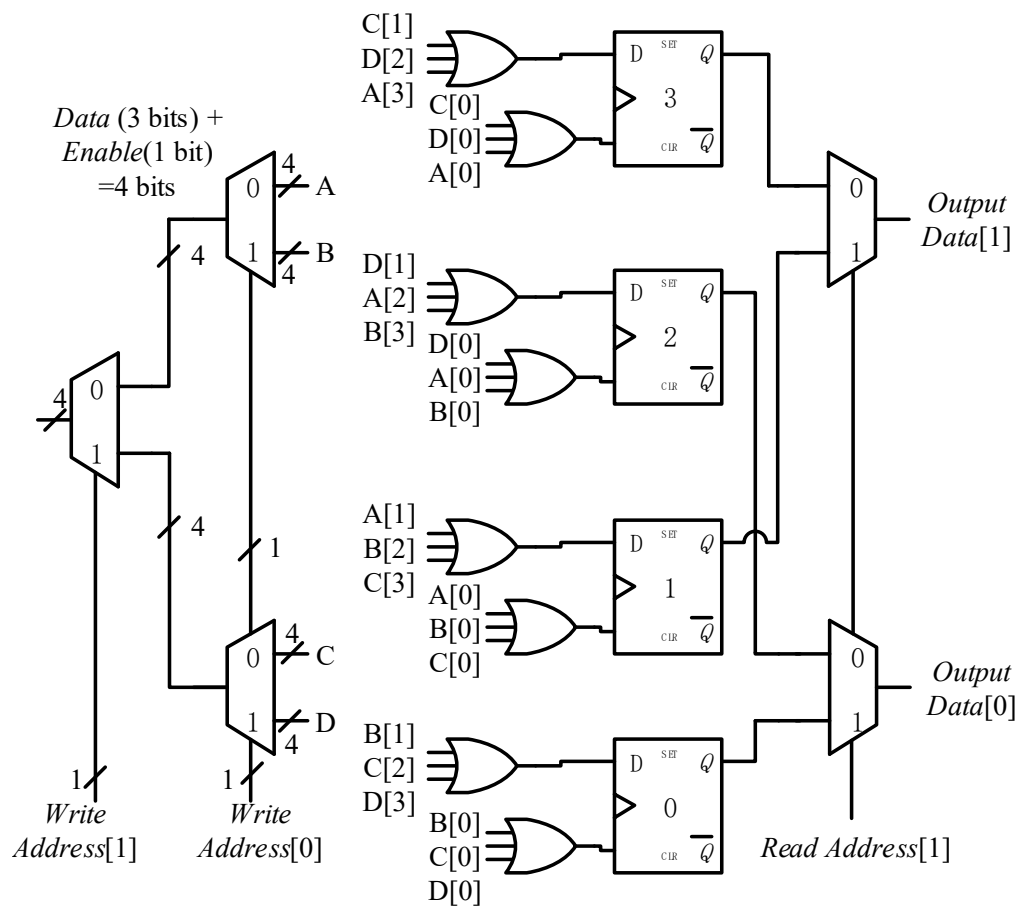 Data (3 bits) +
Enable(1 bit)
=4 bits
4
0
1
4
4
0
1
4
A
4
B
4
1
4
0
C
1
D
4
1
Write
Address[1]
1
Write
Address[0]
C[1]
D[2]
A[3]
C[0]
D[0]
A[0]
D SET Q
3
CLR Q
D[1]
A[2]
B[3]
D[0]
A[0]
B[0]
D SET Q
2
CLR Q
A[1]
B[2]
C[3]
A[0]
B[0]
C[0]
D SET Q
1
CLR Q
B[1]
C[2]
D[3]
B[0]
C[0]
D[0]
D SET Q
0
CLR Q
0
1
Output
Data[1]
0
1
Output
Data[0]
Read Address[1]